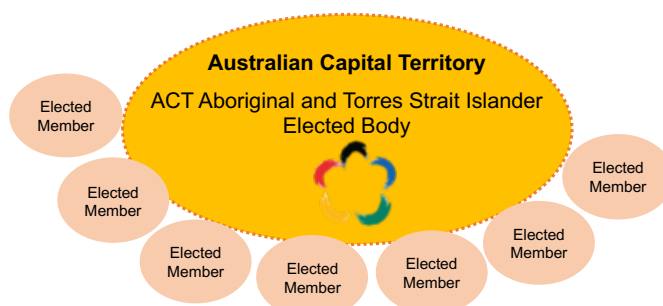 Australian Capital Territory
ACT Aboriginal and Torres Strait Islander
Elected Body
Elected
Member
Elected
Member
Elected
Member
Elected
Member
Elected
Member
Elected
Member
Elected
Member